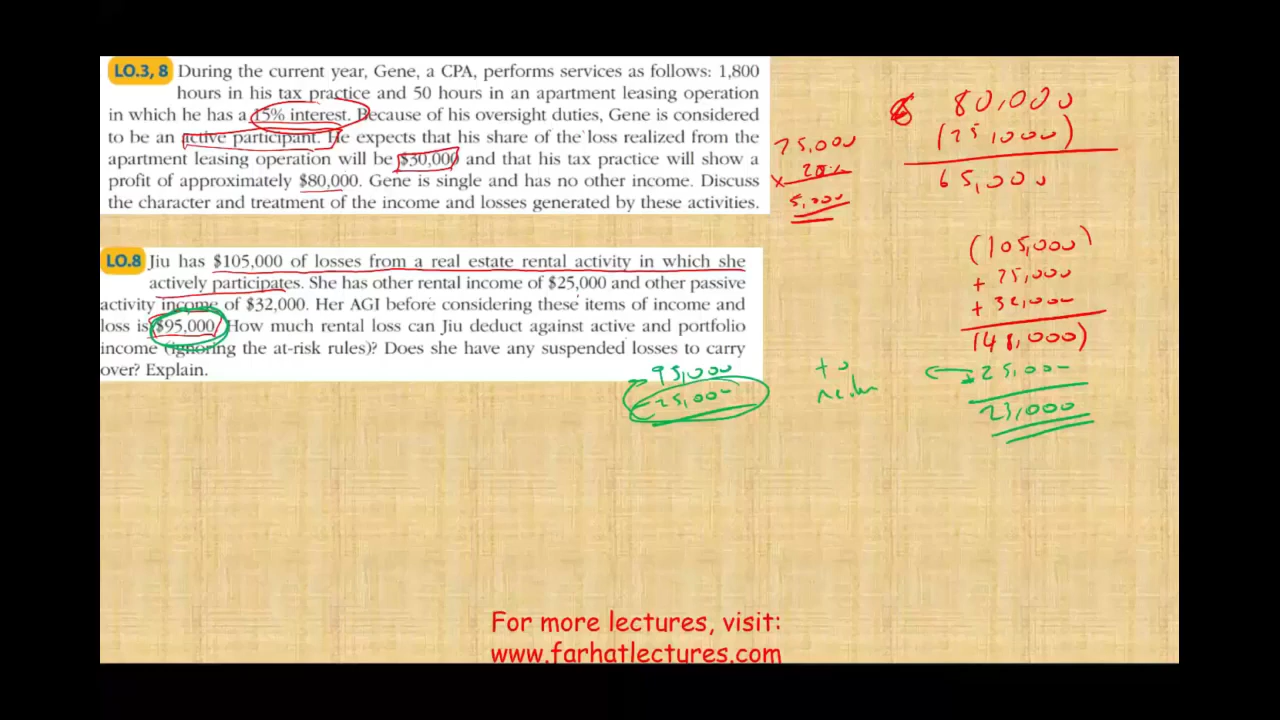 LO.3, 8 During the current year, Gene, a CPA, performs services as follows: 1,800
hours in his tax practice and 50 hours in an apartment leasing operation
in which he has a 15% interest. Because of his oversight duties, Gene is considered
to be an active participant. He expects that his share of the loss realized from the
apartment leasing operation will be $30,000 and that his tax practice will show a
profit of approximately $80,000. Gene is single and has no other income. Discuss
the character and treatment of the income and losses generated by these activities.
75,000
× 20%
5,000
80,000
(25,000)
65,000
LO.8 Jiu has $105,000 of losses from a real estate rental activity in which she
actively participates. She has other rental income of $25,000 and other passive
activity income of $32,000. Her AGI before considering these items of income and
loss is $95,000. How much rental loss can Jiu deduct against active and portfolio
income (ignoring the at-risk rules)? Does she have any suspended losses to carry
over? Explain.
(105,000)
+ 25,000
+ 32,000
(48,000)
25,000
23,000
95,000
- 25,000
For more lectures, visit:
www.farhatlectures.com